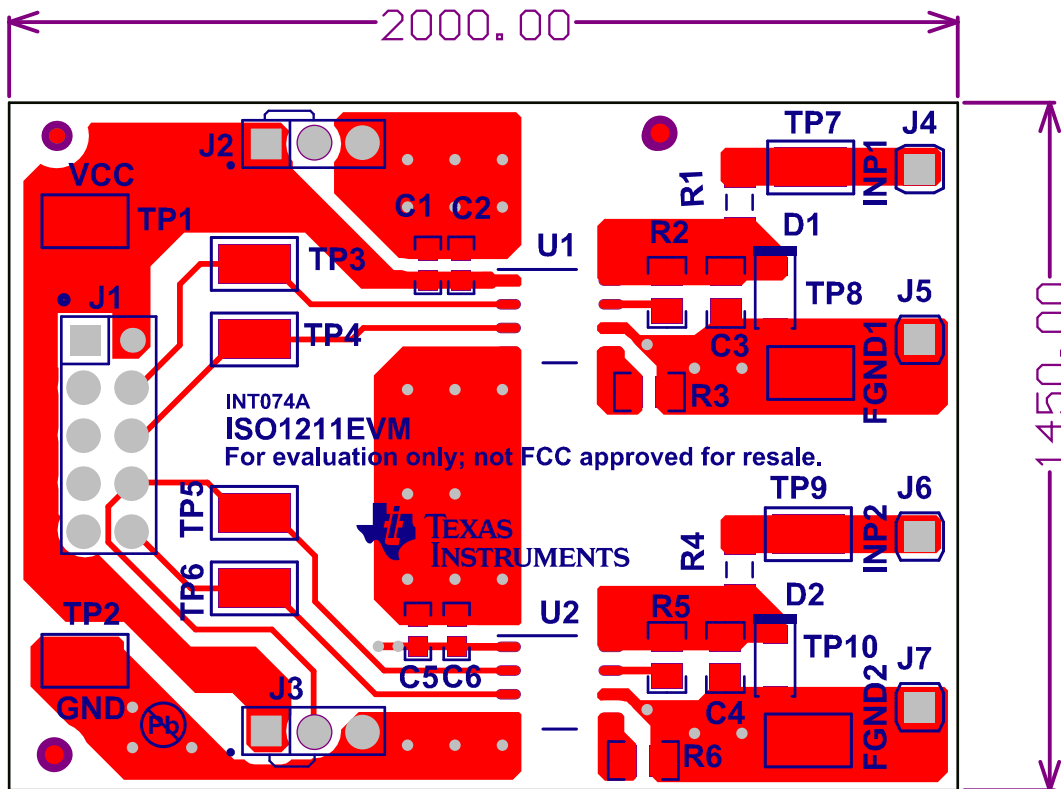 2000.00
J2
TP7
J4
VCC
R1
INP1
TP1
C1
C2
R2
D1
U1
TP3
TP8
J5
J1
TP4
C3
FGND1
1450.00
R3
INT074A
ISO1211EVM
For evaluation only; not FCC approved for resale.
TP5
TP9
J6
TEXAS
INSTRUMENTS
R4
INP2
TP6
TP2
U2
R5
D2
TP10
J7
C5
C6
J3
GND
Pb
C4
FGND2
R6